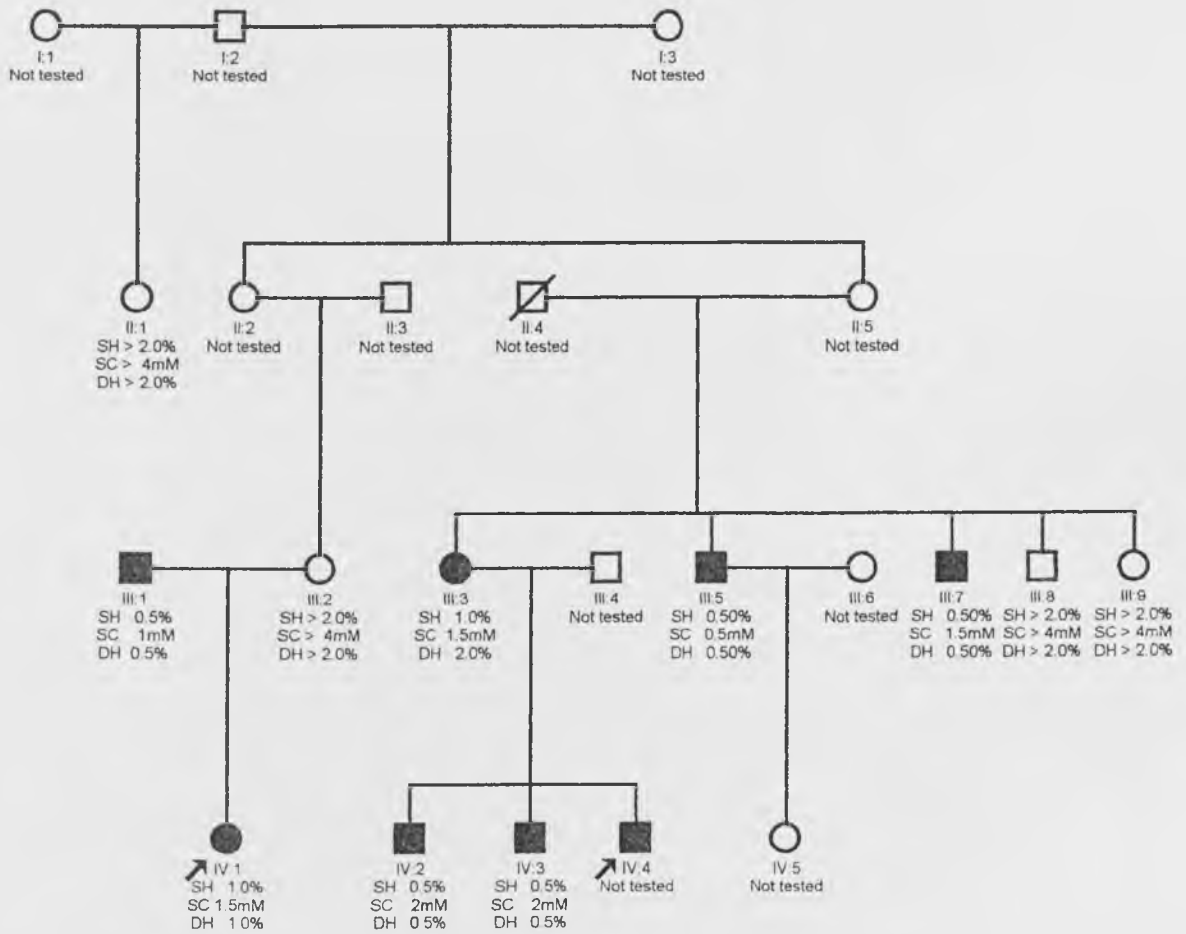 I:1
Not tested
I:2
Not tested
I:3
Not tested
II:1
SH > 2.0%
SC > 4mM
DH > 2.0%
II:2
Not tested
II:3
Not tested
II:4
Not tested
II:5
Not tested
III:1
SH 0.5%
SC 1mM
DH 0.5%
III:2
SH > 2.0%
SC > 4mM
DH > 2.0%
III:3
SH 1.0%
SC 1.5mM
DH 2.0%
III:4
Not tested
III:5
SH 0.50%
SC 0.5mM
DH 0.50%
III:6
Not tested
III:7
SH 0.50%
SC 1.5mM
DH 0.50%
III:8
SH > 2.0%
SC > 4mM
DH > 2.0%
III:9
SH > 2.0%
SC > 4mM
DH > 2.0%
IV:1
SH 1.0%
SC 1.5mM
DH 1 0%
IV:2
SH 0.5%
SC 2mM
DH 0 5%
IV:3
SH 0.5%
SC 2mM
DH 0 5%
IV:4
Not tested
IV:5
Not tested